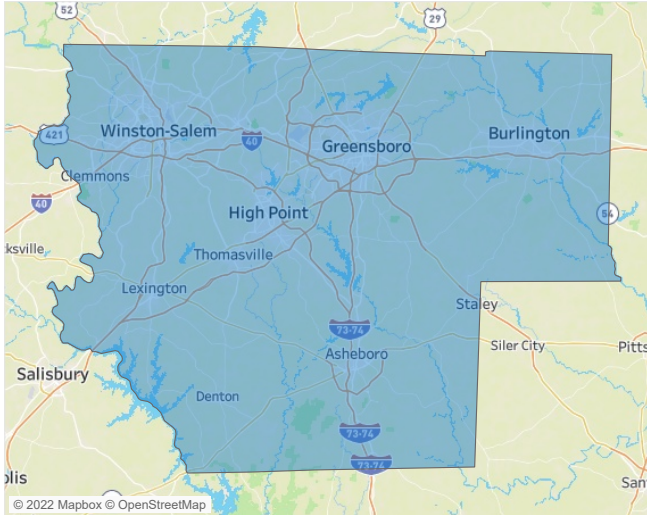 52
29
421
Winston-Salem
40
Greensboro
Burlington
Clemmons
40
High Point
54
cksville
Thomasville
Lexington
Staley
73-74
Siler City
Pitts
Asheboro
Salisbury
Denton
73-74
73-74
olis
San
© 2022 Mapbox © OpenStreetMap